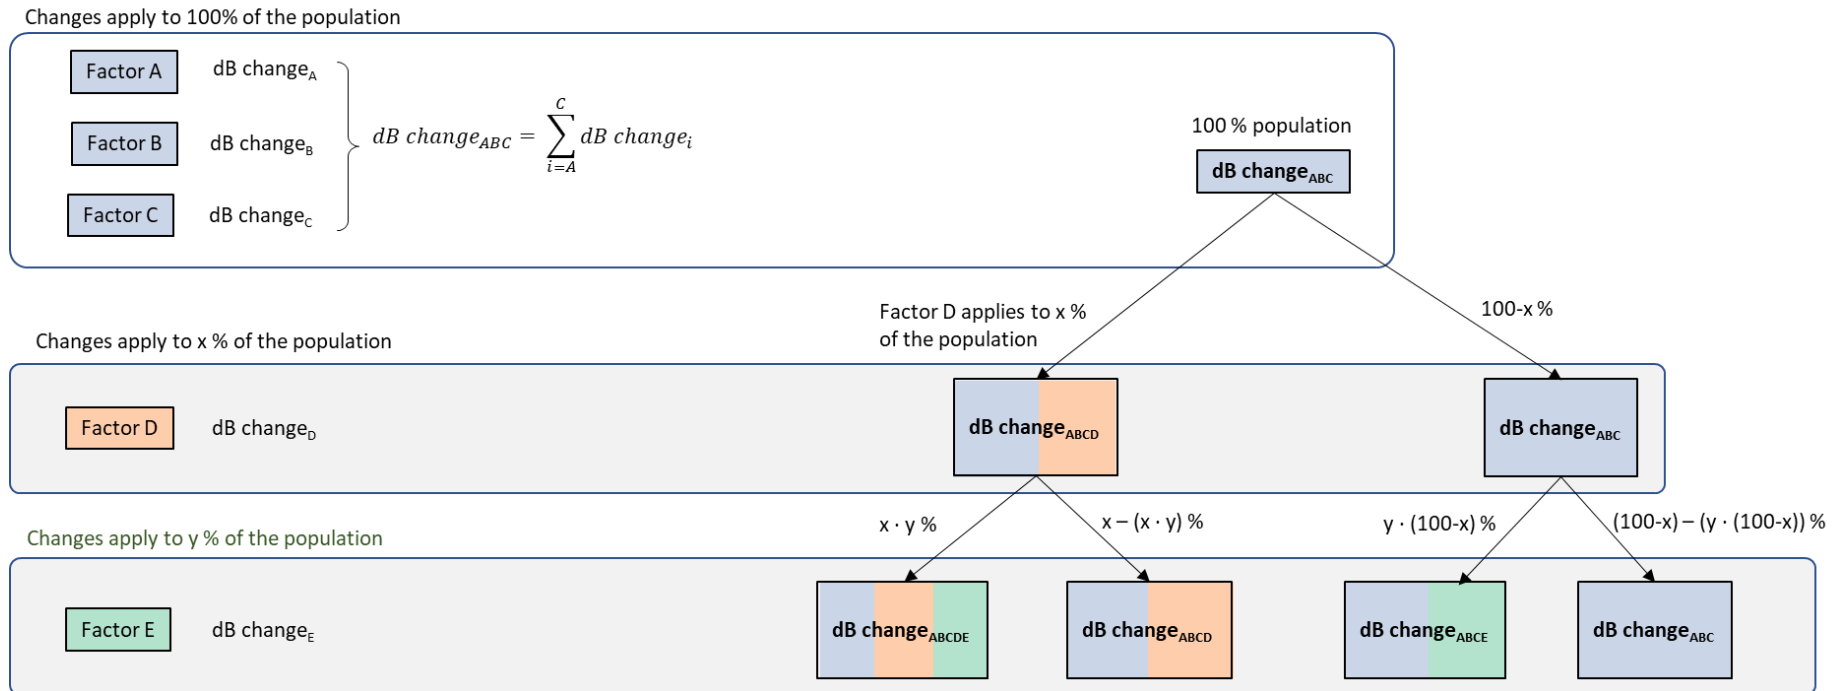 Changes apply to 100% of the population
Factor A dB change_A
Factor B dB change_B
Factor C dB change_C
dB change_ABC = ∑_{i=A}^{C} dB change_i
100 % population
dB change_ABC
Factor D applies to x %
of the population
100-x %
Changes apply to x % of the population
Factor D dB change_D
dB change_ABCD
dB change_ABC
x · y %
x – (x · y) %
y · (100-x) %
(100-x) – (y · (100-x)) %
Changes apply to y % of the population
Factor E dB change_E
dB change_ABCDE
dB change_ABCD
dB change_ABCE
dB change_ABC